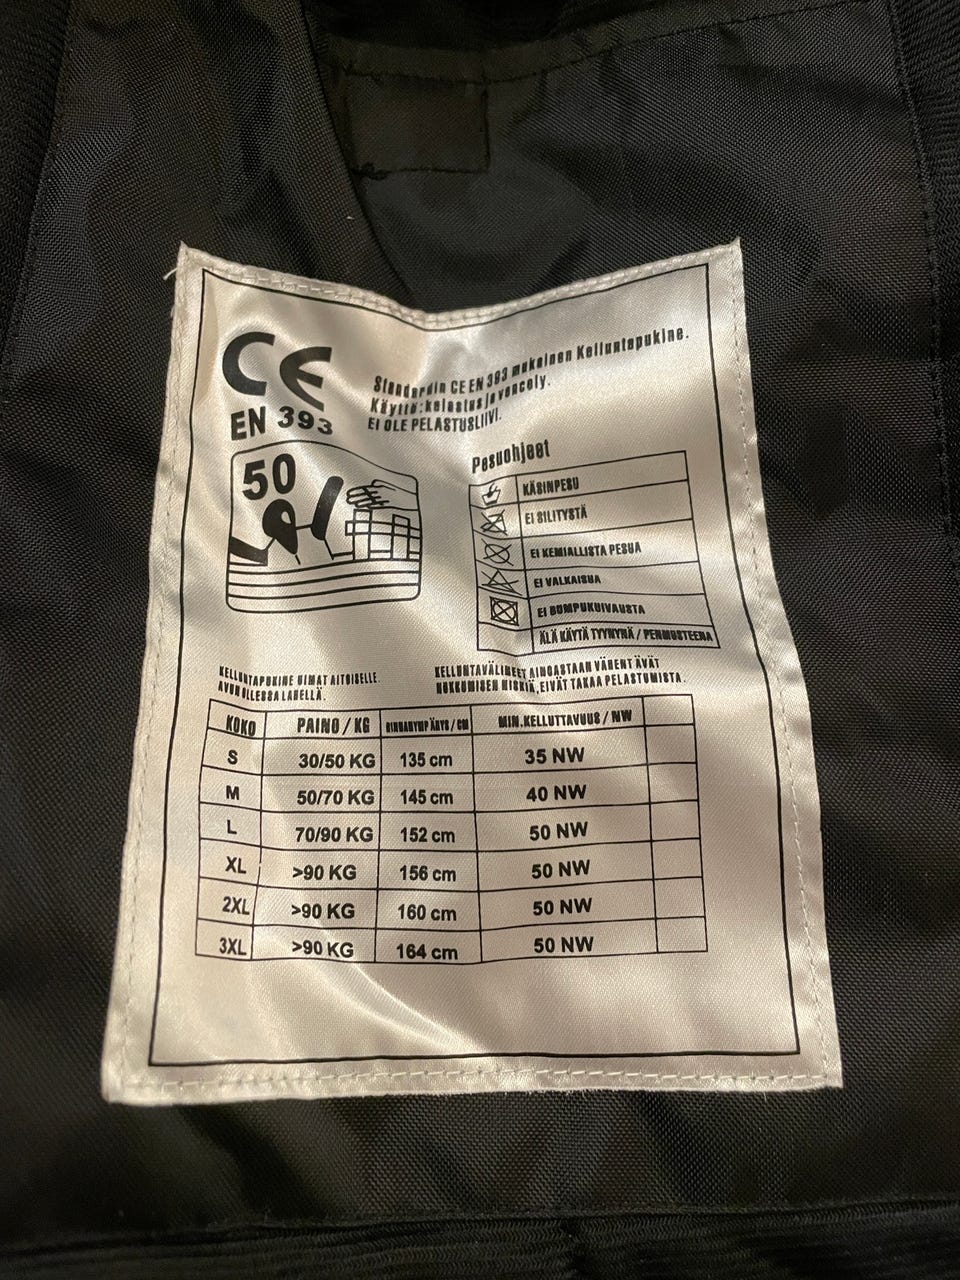 CE
EN 393
50
Standardin CE EN 393 mukainen Kelluntapukine.
Käyttö: kalastus ja veneily.
EI OLE PELASTUSLIIVI.
Pesuohjeet
KÄSINPESU
EI SILITYSTÄ
EI KEMIALLISTA PESUA
EI VALKAISUA
EI RUMPUKUIVAUSTA
ÄLÄ KÄYTÄ TYYNYNÄ / PEHMUSTEENA
KELLUNTAPUKINE
KELLUNTAVÄLINEET AINOASTAAN VÄHENTÄVÄT
HUKKUMISEN RISKIÄ, EIVÄT TAKAA PELASTUMISTA.
KOKO PAINO / KG RINNANYMPÄRYS / CM MIN.KELLUTTAVUUS / NW
S 30/50 KG 135 cm 35 NW
M 50/70 KG 145 cm 40 NW
L 70/90 KG 152 cm 50 NW
XL >90 KG 156 cm 50 NW
2XL >90 KG 160 cm 50 NW
3XL >90 KG 164 cm 50 NW